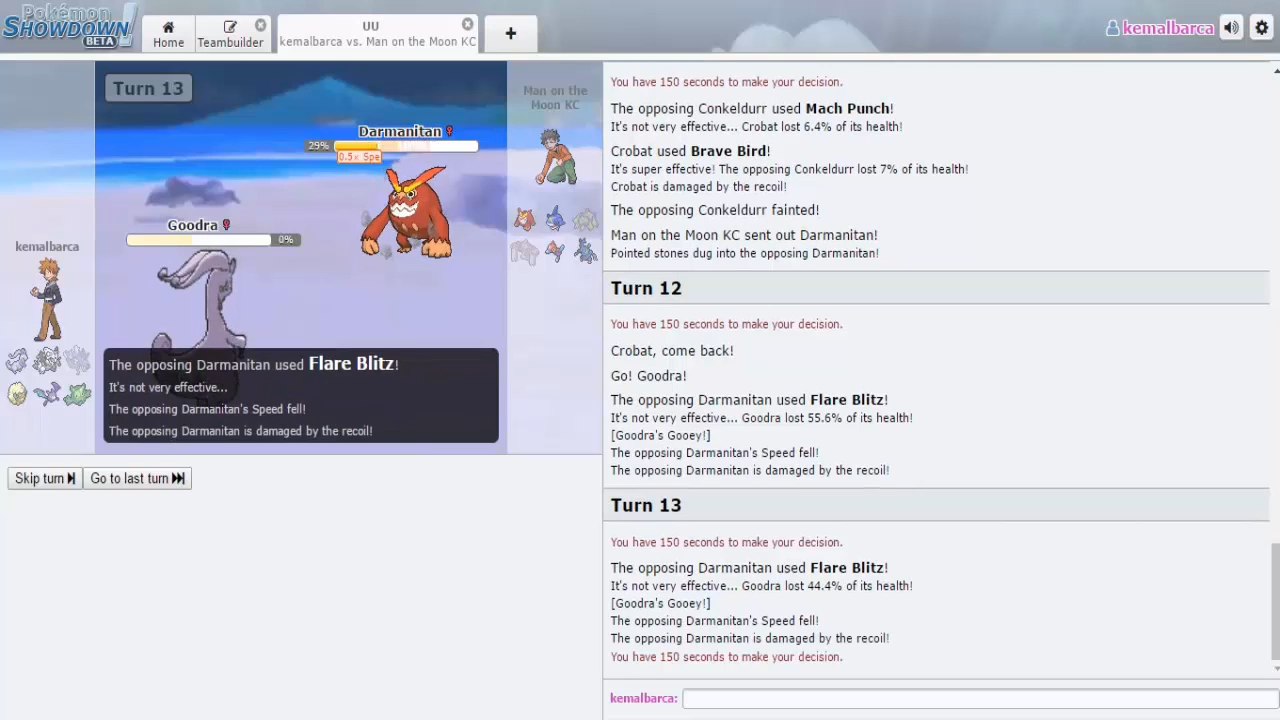 Pokémon
SHOWDOWN!
BETA
Home
Teambuilder
UU
kemalbarca vs. Man on the Moon KC
+
kemalbarca
Turn 13
kemalbarca
Man on the
Moon KC
Darmanitan
29%
0.5× Spe
Goodra
0%
The opposing Darmanitan used Flare Blitz!
It's not very effective...
The opposing Darmanitan's Speed fell!
The opposing Darmanitan is damaged by the recoil!
Skip turn
Go to last turn
You have 150 seconds to make your decision.
The opposing Conkeldurr used Mach Punch!
It's not very effective... Crobat lost 6.4% of its health!
Crobat used Brave Bird!
It's super effective! The opposing Conkeldurr lost 7% of its health!
Crobat is damaged by the recoil!
The opposing Conkeldurr fainted!
Man on the Moon KC sent out Darmanitan!
Pointed stones dug into the opposing Darmanitan!
Turn 12
You have 150 seconds to make your decision.
Crobat, come back!
Go! Goodra!
The opposing Darmanitan used Flare Blitz!
It's not very effective... Goodra lost 55.6% of its health!
[Goodra's Gooey!]
The opposing Darmanitan's Speed fell!
The opposing Darmanitan is damaged by the recoil!
Turn 13
You have 150 seconds to make your decision.
The opposing Darmanitan used Flare Blitz!
It's not very effective... Goodra lost 44.4% of its health!
[Goodra's Gooey!]
The opposing Darmanitan's Speed fell!
The opposing Darmanitan is damaged by the recoil!
You have 150 seconds to make your decision.
kemalbarca: